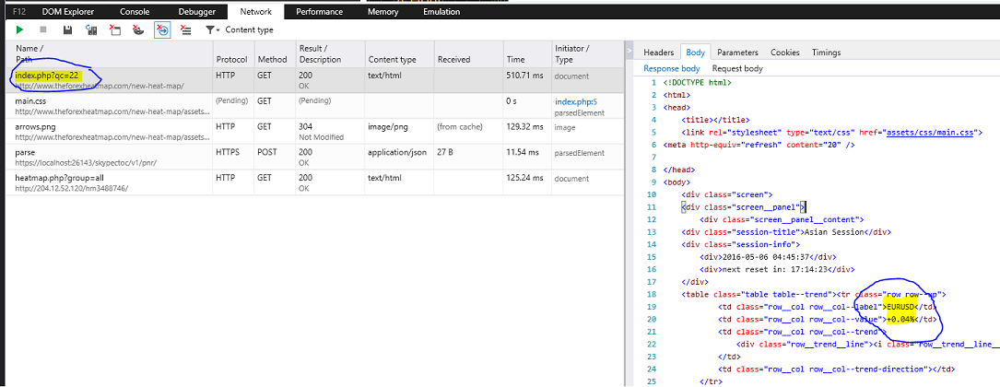 F12 DOM Explorer Console Debugger Network Performance Memory Emulation
Content type
Name / Path Protocol Method Result / Description Content type Received Time Initiator / Type
index.php?qc=22 HTTP GET 200 text/html 510.71 ms document
http://www.theforexheatmap.com/new-heat-map/ OK
main.css (Pending) GET (Pending) 0 s index.php:5
http://www.theforexheatmap.com/new-heat-map/assets... parsedElement
arrows.png HTTP GET 304 image/png (from cache) 129.32 ms image
http://www.theforexheatmap.com/new-heat-map/assets... Not Modified
parse HTTPS POST 200 application/json 27 B 11.54 ms parsedElement
https://localhost:26143/skypectoc/v1/pnr/ OK
heatmap.php?group=all HTTP GET 200 text/html 125.24 ms document
http://204.12.52.120/hm3488746/ OK
Headers Body Parameters Cookies Timings
Response body Request body
1 <!DOCTYPE html>
2 <html>
3 <head>
4 <title></title>
5 <link rel="stylesheet" type="text/css" href="assets/css/main.css">
6 <meta http-equiv="refresh" content="20" />
7
8 </head>
9 <body>
10 <div class="screen">
11 <div class="screen__panel">
12 <div class="screen__panel__content">
13 <div class="session-title">Asian Session</div>
14 <div class="session-info">
15 <div>2016-05-06 04:45:37</div>
16 <div>next reset in: 17:14:23</div>
17 </div>
18 <table class="table table--trend"><tr class="row row--up">
19 <td class="row__col row__col--label">EURUSD</td>
20 <td class="row__col row__col--value">+0.04%</td>
21 <td class="row__col row__col--trend">
22 <div class="row__trend__line"><i class="row__trend__line__
23 </td>
24 <td class="row__col row__col--trend-direction"></td>
25 </tr>